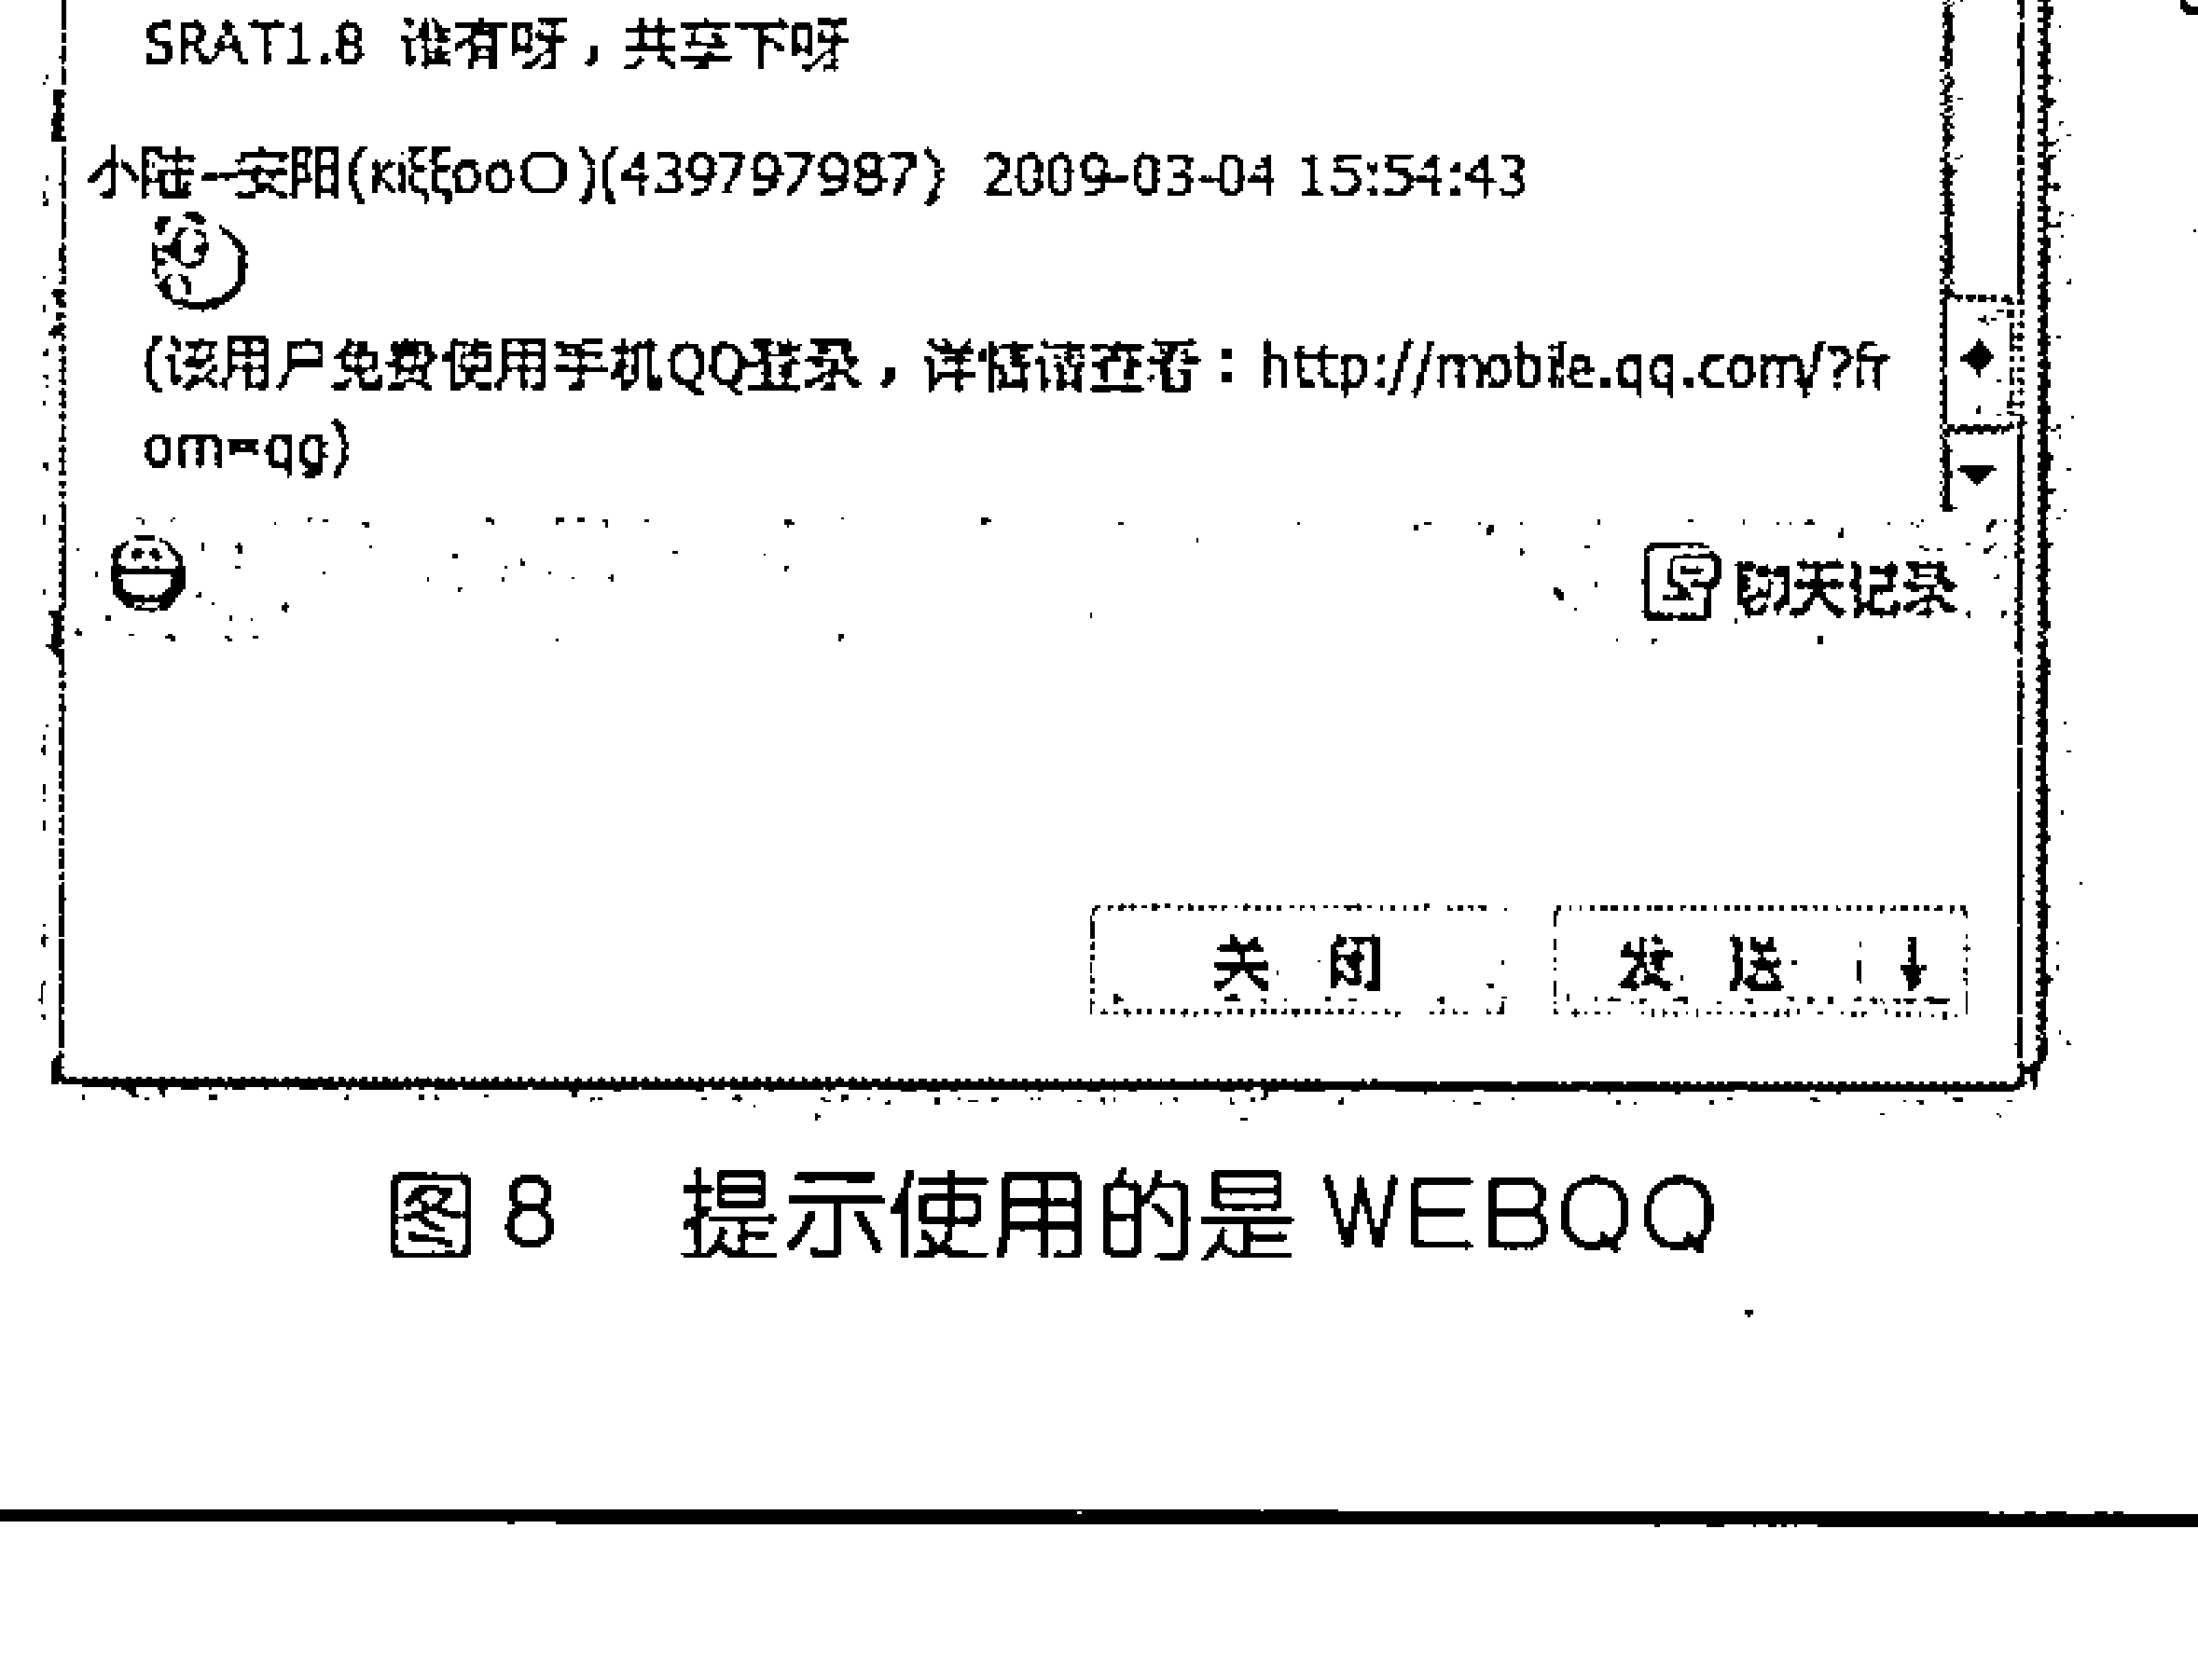 SRAT1.8 谁有呀，共享下呀
小陆--安阳(κiξξooO)(439797987) 2009-03-04 15:54:43
(该用户免费使用手机QQ登录，详情请查看：http://mobile.qq.com/?fr
om=qq)
聊天记录
关 闭 发 送 ↓
图 8 提示使用的是 WEBQQ